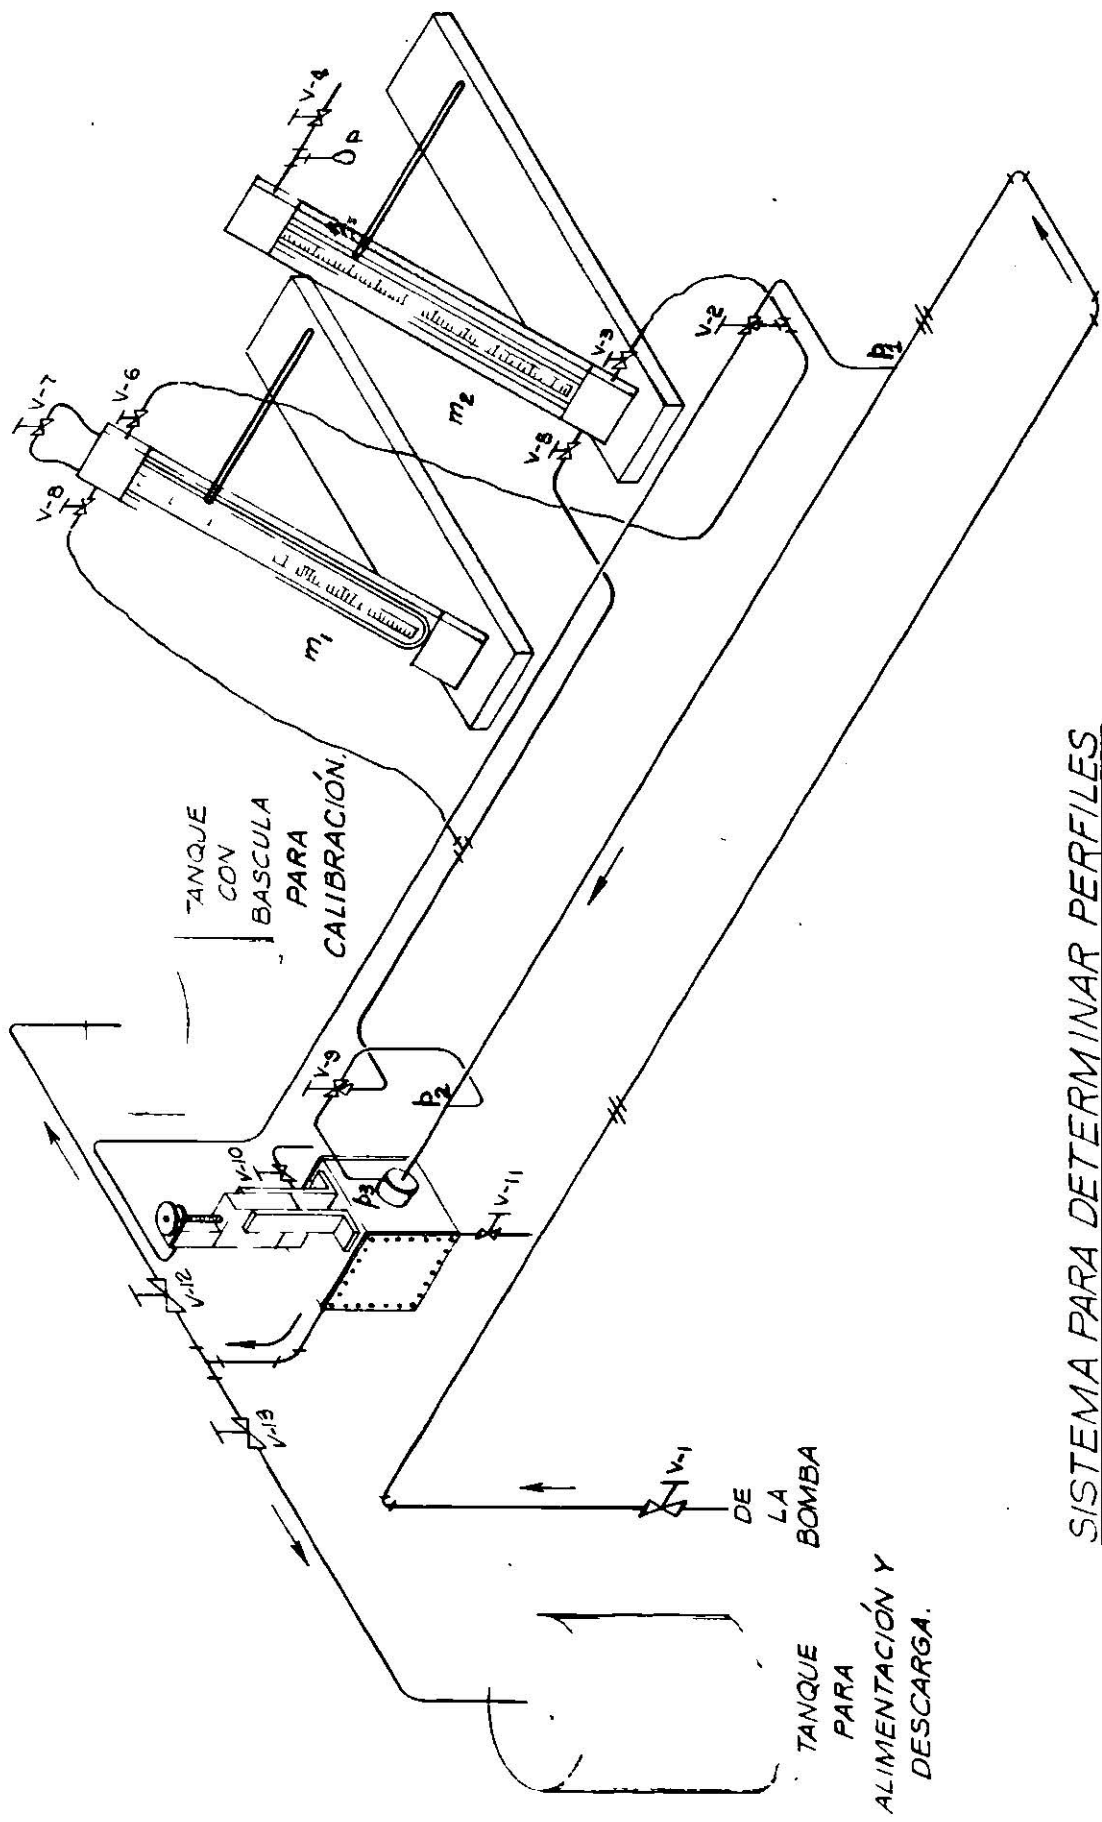 V-4
P
V-7
V-6
V-8
m2
V-3
V-8
V-2
P1
m1
TANQUE
CON
BASCULA
PARA
CALIBRACIÓN.
V-9
P2
V-10
P3
V-11
V-12
V-13
V-1
DE
LA
BOMBA
TANQUE
PARA
ALIMENTACIÓN Y
DESCARGA.
SISTEMA PARA DETERMINAR PERFILES